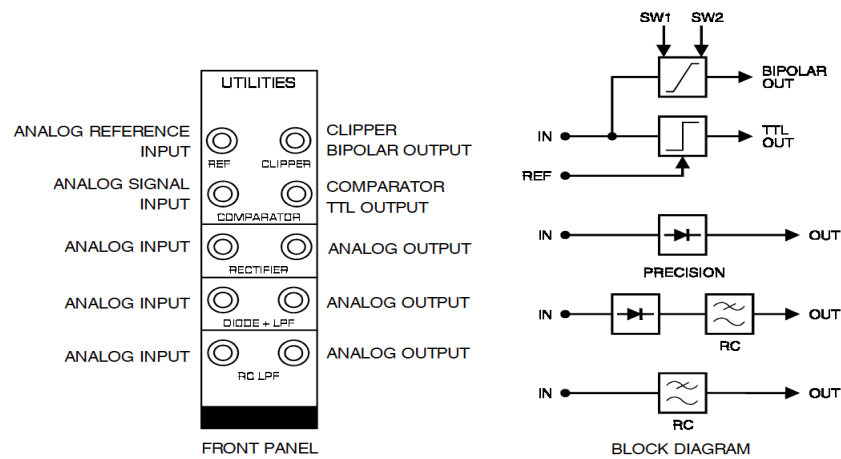 UTILITIES
ANALOG REFERENCE
INPUT
REF
CLIPPER
CLIPPER
BIPOLAR OUTPUT
ANALOG SIGNAL
INPUT
COMPARATOR
COMPARATOR
TTL OUTPUT
ANALOG INPUT
RECTIFIER
ANALOG OUTPUT
ANALOG INPUT
DIODE + LPF
ANALOG OUTPUT
ANALOG INPUT
RC LPF
ANALOG OUTPUT
FRONT PANEL
SW1 SW2
BIPOLAR
OUT
IN
TTL
OUT
REF
IN
OUT
PRECISION
IN
OUT
RC
IN
OUT
RC
BLOCK DIAGRAM